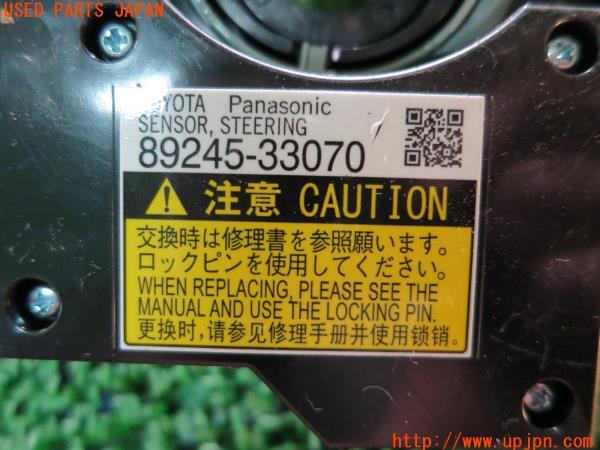 USED PARTS JAPAN
TOYOTA Panasonic
SENSOR, STEERING
89245-33070
注意 CAUTION
交換時は修理書を参照願います。
ロックピンを使用してください。
WHEN REPLACING, PLEASE SEE THE
MANUAL AND USE THE LOCKING PIN.
更换时,请参见修理手册并使用锁销。
http://www.upjpn.com/